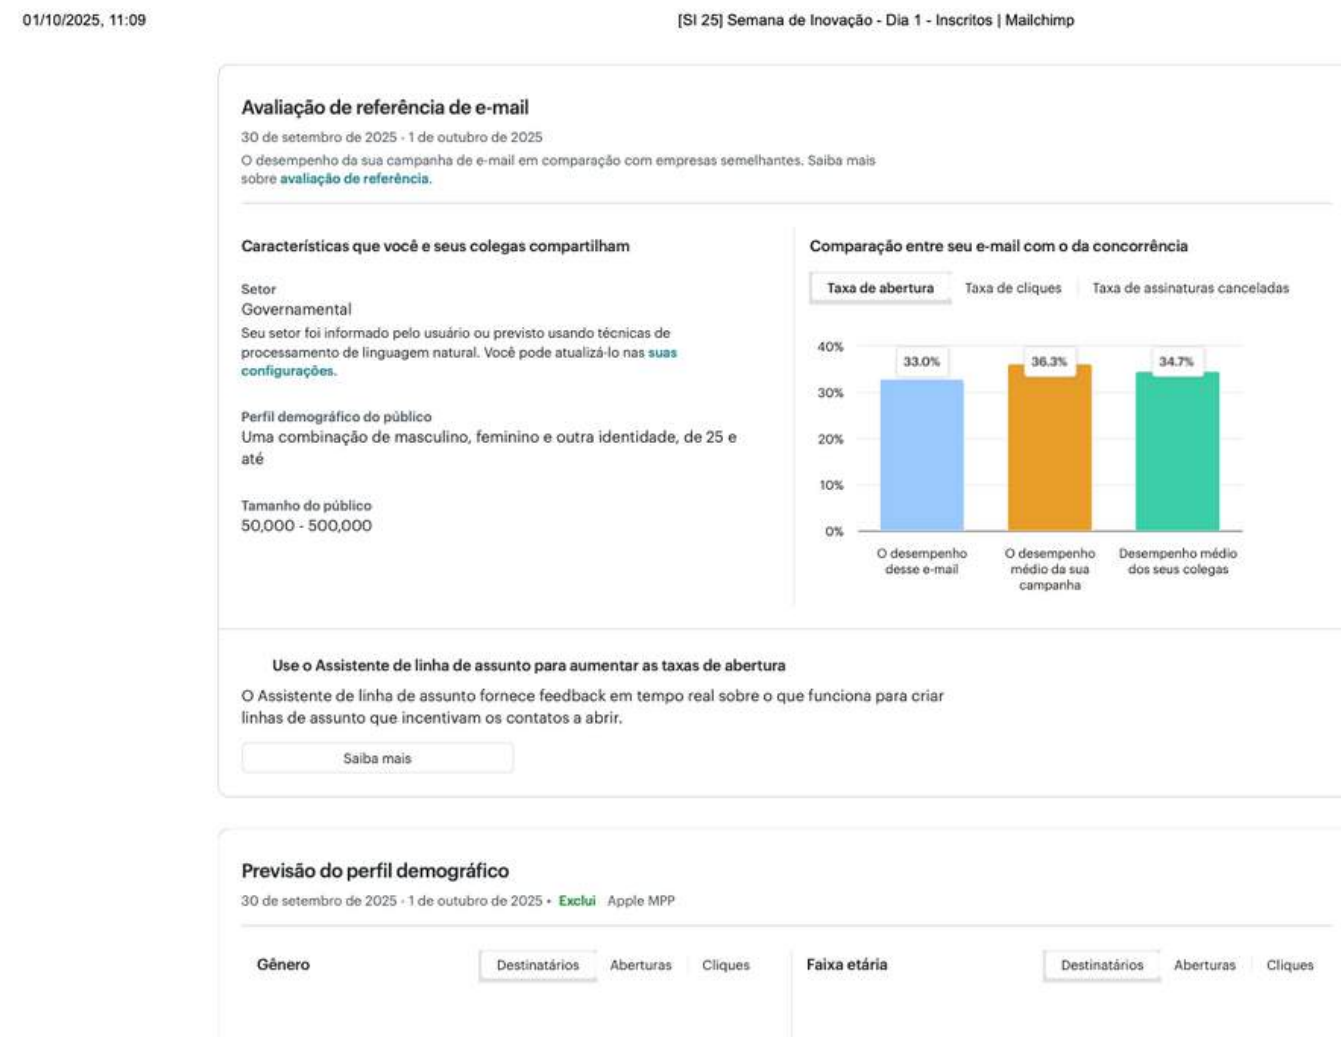 01/10/2025, 11:09
[SI 25] Semana de Inovação - Dia 1 - Inscritos | Mailchimp
Avaliação de referência de e-mail
30 de setembro de 2025 - 1 de outubro de 2025
O desempenho da sua campanha de e-mail em comparação com empresas semelhantes. Saiba mais
sobre avaliação de referência.
Características que você e seus colegas compartilham
Setor
Governamental
Seu setor foi informado pelo usuário ou previsto usando técnicas de
processamento de linguagem natural. Você pode atualizá-lo nas suas
configurações.
Perfil demográfico do público
Uma combinação de masculino, feminino e outra identidade, de 25 e
até
Tamanho do público
50,000 - 500,000
Comparação entre seu e-mail com o da concorrência
Taxa de abertura Taxa de cliques Taxa de assinaturas canceladas
40%
30%
20%
10%
0%
33.0% 36.3% 34.7%
O desempenho
desse e-mail
O desempenho
médio da sua
campanha
Desempenho médio
dos seus colegas
Use o Assistente de linha de assunto para aumentar as taxas de abertura
O Assistente de linha de assunto fornece feedback em tempo real sobre o que funciona para criar
linhas de assunto que incentivam os contatos a abrir.
Saiba mais
Previsão do perfil demográfico
30 de setembro de 2025 - 1 de outubro de 2025 • Exclui Apple MPP
Gênero Destinatários Aberturas Cliques
Faixa etária Destinatários Aberturas Cliques